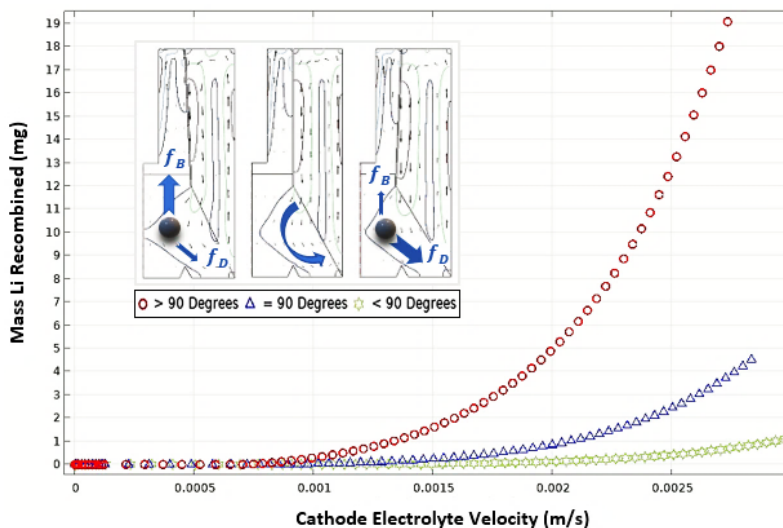 19
18
17
16
15
14
13
12
11
10
9
8
7
6
5
4
3
2
1
0
Mass Li Recombined (mg)
f_B
f_D
f_B
f_D
> 90 Degrees = 90 Degrees < 90 Degrees
0 0.0005 0.001 0.0015 0.002 0.0025
Cathode Electrolyte Velocity (m/s)